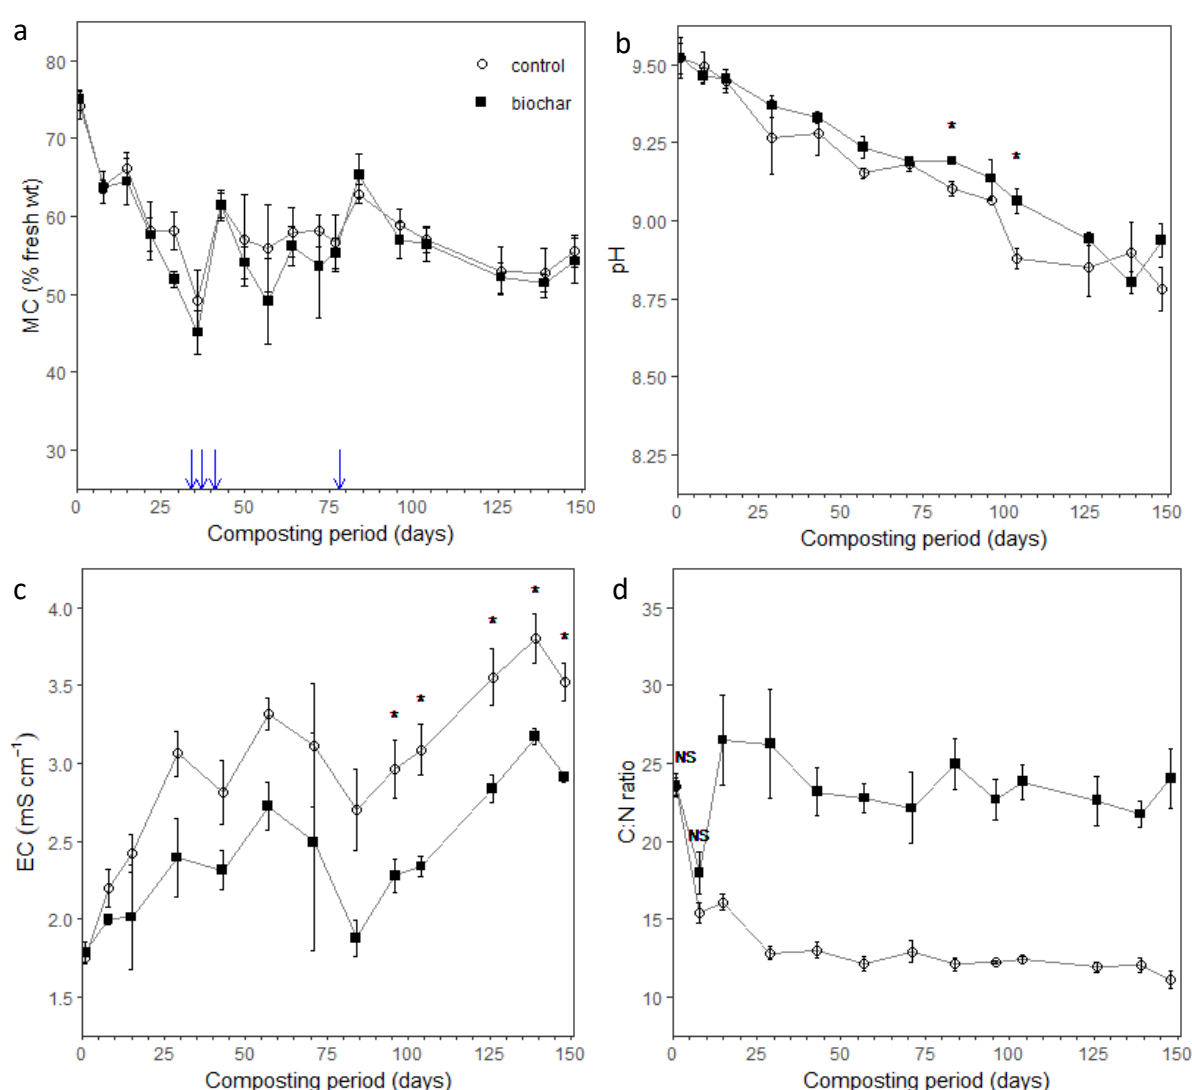 a
control
biochar
MC (% fresh wt)
80
70
60
50
40
30
0 25 50 75 100 125 150
Composting period (days)
b
pH
9.50
9.25
9.00
8.75
8.50
8.25
* *
0 25 50 75 100 125 150
Composting period (days)
c
EC (mS cm⁻¹)
4.0
3.5
3.0
2.5
2.0
1.5
* * * * *
0 25 50 75 100 125 150
Composting period (days)
d
C:N ratio
35
30
25
20
15
10
NS
NS
0 25 50 75 100 125 150
Composting period (days)